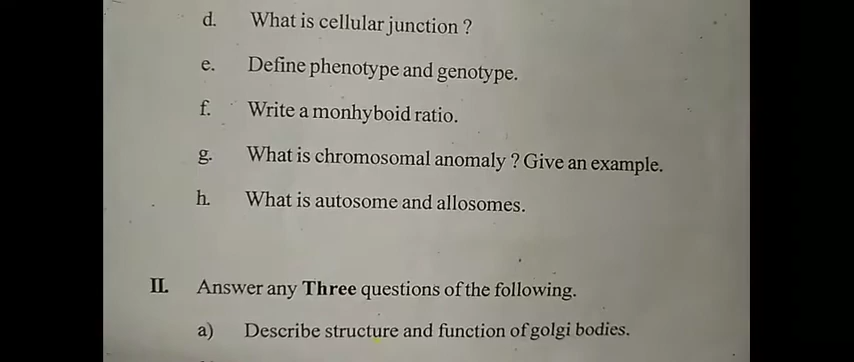 d. What is cellular junction ?
e. Define phenotype and genotype.
f. Write a monhyboid ratio.
g. What is chromosomal anomaly ? Give an example.
h. What is autosome and allosomes.
II. Answer any Three questions of the following.
a) Describe structure and function of golgi bodies.